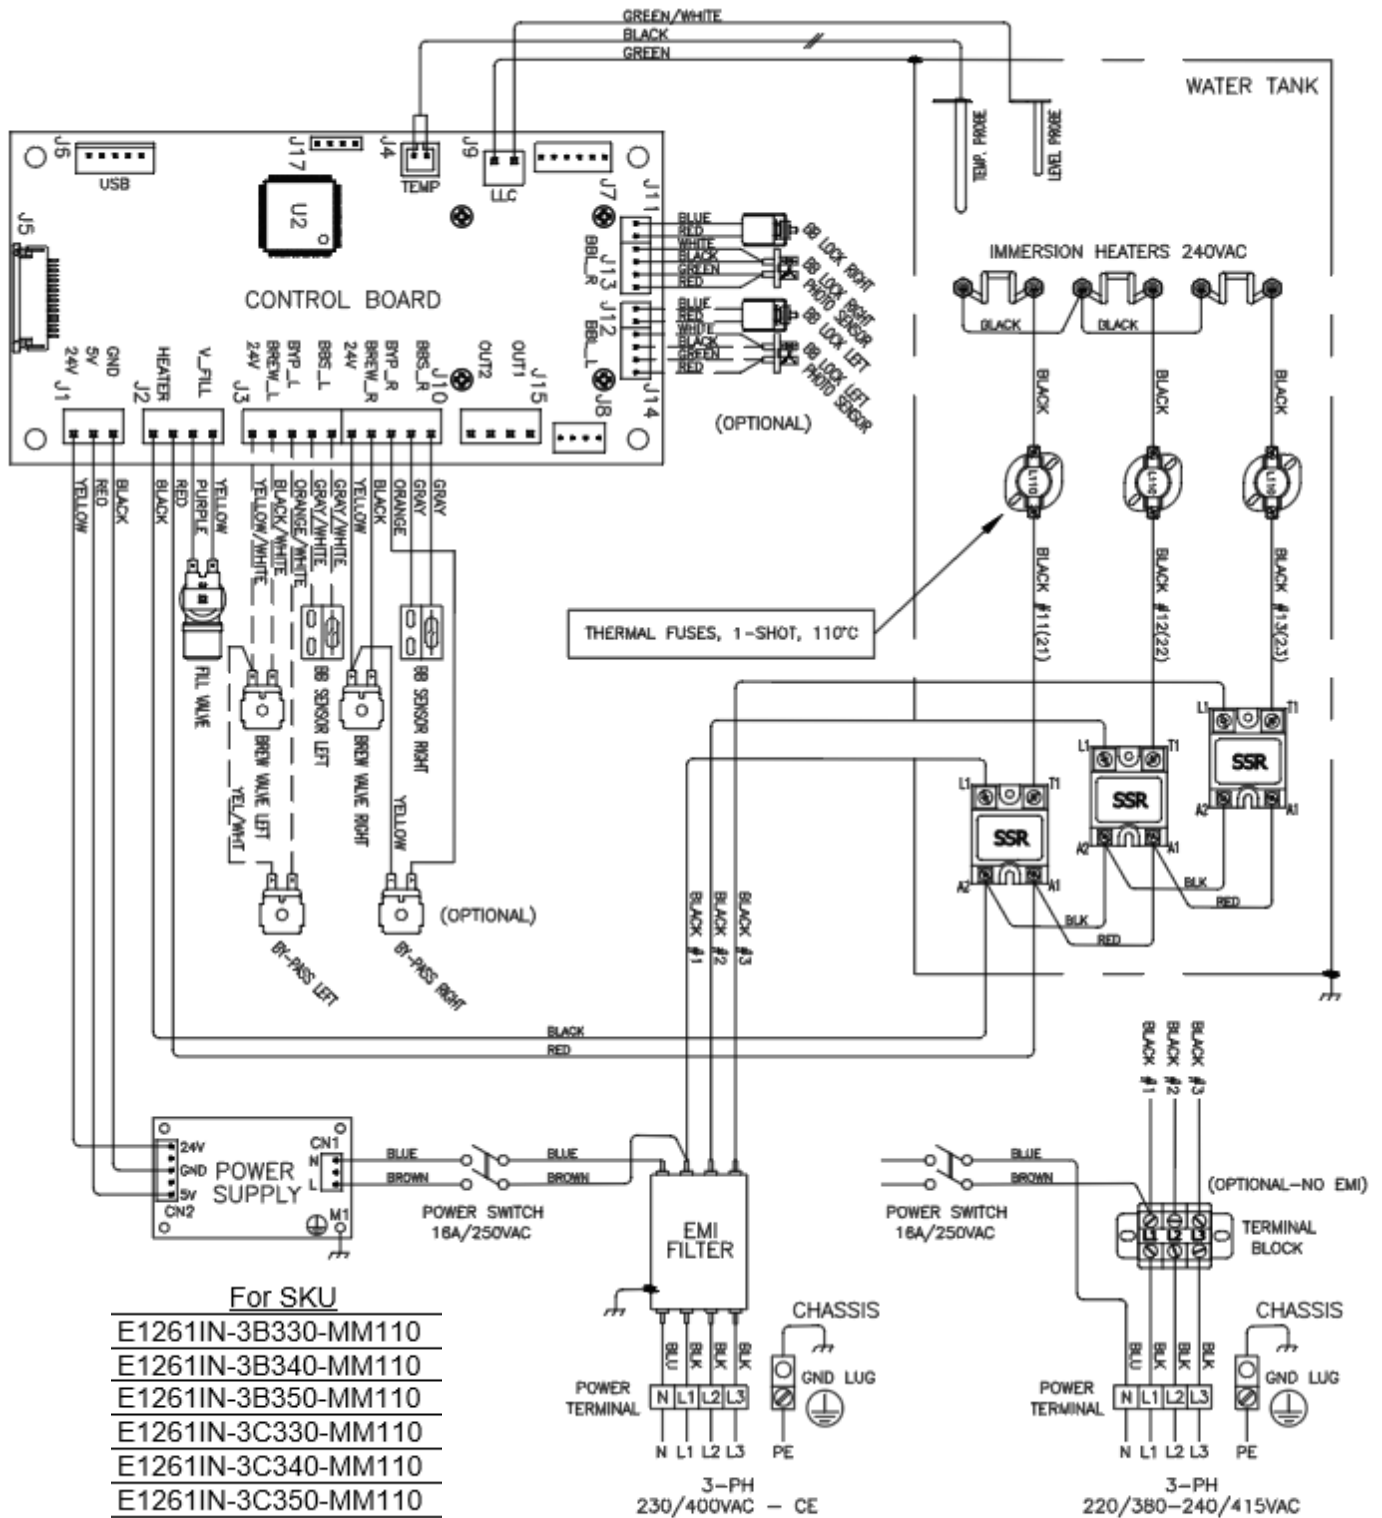 GREEN/WHITE
BLACK
GREEN
WATER TANK
TEMP. PROBE
LEVEL PROBE
J6
USB
J17
J4
TEMP
J9
LLC
J7
J5
U2
CONTROL BOARD
J11
BBL_R
J13
BLUE
RED
WHITE
BLACK
GREEN
RED
BB LOCK RIGHT
BB LOCK RIGHT
PHOTO SENSOR
J12
BBL_L
J14
BLUE
RED
WHITE
BLACK
GREEN
RED
BB LOCK LEFT
BB LOCK LEFT
PHOTO SENSOR
(OPTIONAL)
IMMERSION HEATERS 240VAC
BLACK
BLACK
BLACK
BLACK
BLACK
24V
5V
GND
J1
HEATER
V_FILL
J2
24V
BREW_L
BYP_L
BBS_L
J3
24V
BREW_R
BYP_R
BBS_R
J10
OUT2
OUT1
J15
J8
YELLOW
RED
BLACK
BLACK
RED
PURPLE
YELLOW
YELLOW/WHITE
BLACK/WHITE
ORANGE/WHITE
GRAY/WHITE
GRAY/WHITE
YELLOW
BLACK
ORANGE
GRAY
GRAY
L110
L110
L110
BLACK #11(21)
BLACK #12(22)
BLACK #13(23)
THERMAL FUSES, 1-SHOT, 110°C
FILL VALVE
BREW VALVE LEFT
BB SENSOR LEFT
BREW VALVE RIGHT
BB SENSOR RIGHT
YEL/WHT
YELLOW
BY-PASS LEFT
BY-PASS RIGHT
(OPTIONAL)
L1
T1
SSR
A2
A1
L1
T1
SSR
A2
A1
L1
T1
SSR
A2
A1
BLK
RED
BLK
RED
BLACK #1
BLACK #2
BLACK #3
BLACK
RED
BLACK #1
BLACK #2
BLACK #3
24V
GND
5V
CN2
POWER
SUPPLY
CN1
N
L
M1
BLUE
BROWN
BLUE
BROWN
POWER SWITCH
16A/250VAC
EMI
FILTER
BLUE
BROWN
POWER SWITCH
16A/250VAC
(OPTIONAL-NO EMI)
L1 L2 L3
TERMINAL
BLOCK
For SKU
E1261IN-3B330-MM110
E1261IN-3B340-MM110
E1261IN-3B350-MM110
E1261IN-3C330-MM110
E1261IN-3C340-MM110
E1261IN-3C350-MM110
BLU
BLK
BLK
BLK
POWER
TERMINAL
N L1 L2 L3
N L1 L2 L3
CHASSIS
GND LUG
PE
3-PH
230/400VAC - CE
BLU
BLK
BLK
BLK
POWER
TERMINAL
N L1 L2 L3
N L1 L2 L3
CHASSIS
GND LUG
PE
3-PH
220/380-240/415VAC